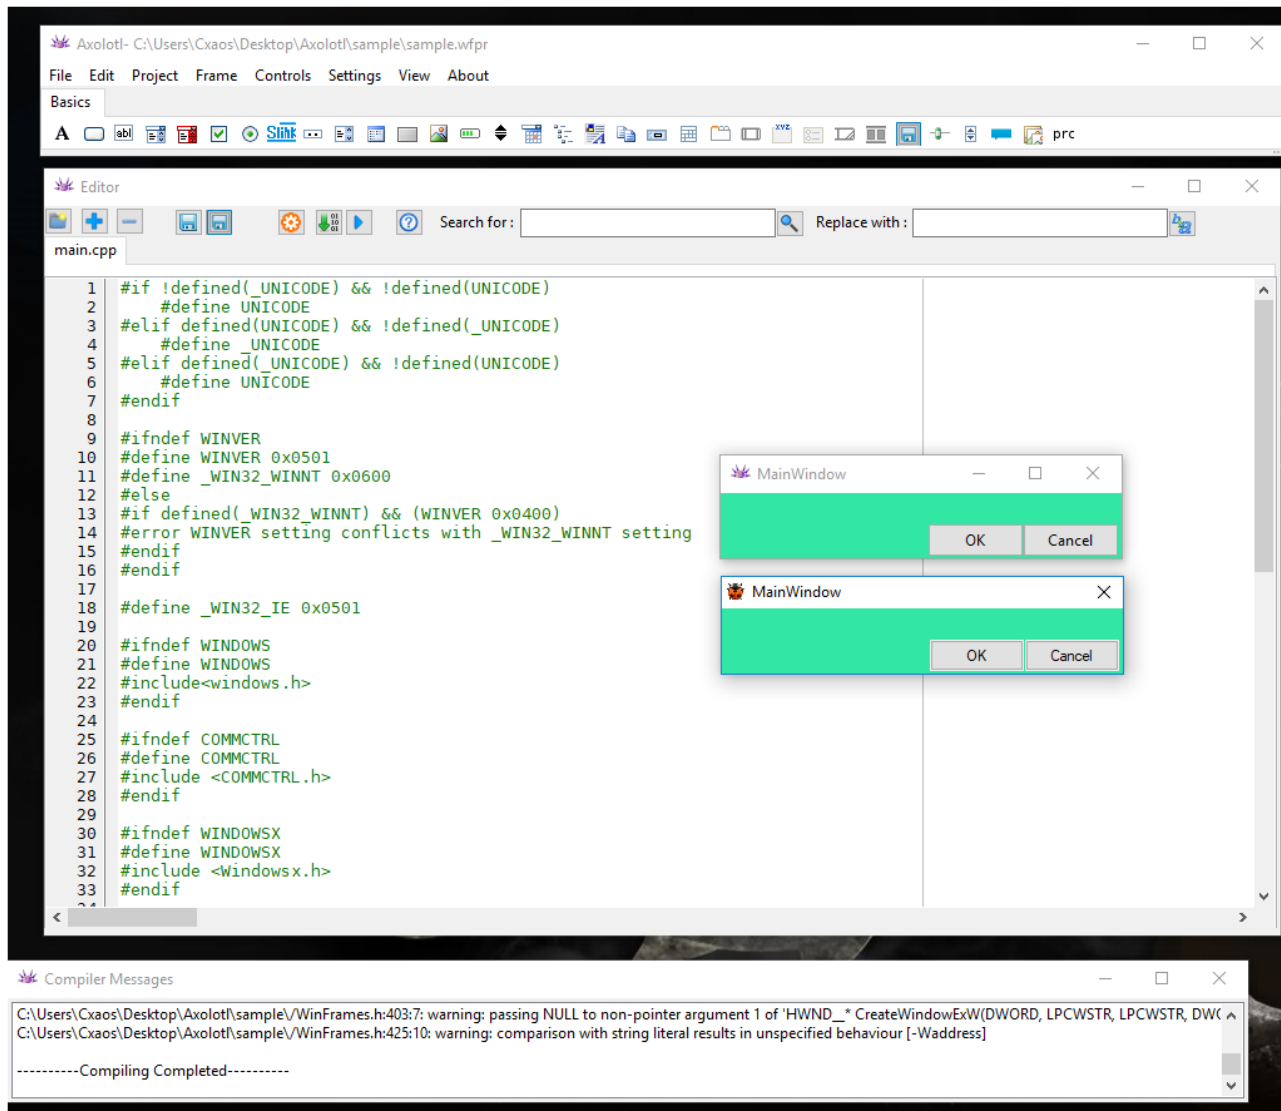 Axolotl- C:\Users\Cxaos\Desktop\Axolotl\sample\sample.wfpr
File Edit Project Frame Controls Settings View About
Basics
A abl XYZ prc
Editor
Search for : Replace with :
main.cpp
1 #if !defined(_UNICODE) && !defined(UNICODE)
2 #define UNICODE
3 #elif defined(UNICODE) && !defined(_UNICODE)
4 #define _UNICODE
5 #elif defined(_UNICODE) && !defined(UNICODE)
6 #define UNICODE
7 #endif
8
9 #ifndef WINVER
10 #define WINVER 0x0501
11 #define _WIN32_WINNT 0x0600
12 #else
13 #if defined(_WIN32_WINNT) && (WINVER 0x0400)
14 #error WINVER setting conflicts with _WIN32_WINNT setting
15 #endif
16 #endif
17
18 #define _WIN32_IE 0x0501
19
20 #ifndef WINDOWS
21 #define WINDOWS
22 #include<windows.h>
23 #endif
24
25 #ifndef COMMCTRL
26 #define COMMCTRL
27 #include <COMMCTRL.h>
28 #endif
29
30 #ifndef WINDOWSX
31 #define WINDOWSX
32 #include <Windowsx.h>
33 #endif
MainWindow
OK Cancel
MainWindow
OK Cancel
Compiler Messages
C:\Users\Cxaos\Desktop\Axolotl\sample\/WinFrames.h:403:7: warning: passing NULL to non-pointer argument 1 of 'HWND__* CreateWindowExW(DWORD, LPCWSTR, LPCWSTR, DWO
C:\Users\Cxaos\Desktop\Axolotl\sample\/WinFrames.h:425:10: warning: comparison with string literal results in unspecified behaviour [-Waddress]
----------Compiling Completed----------